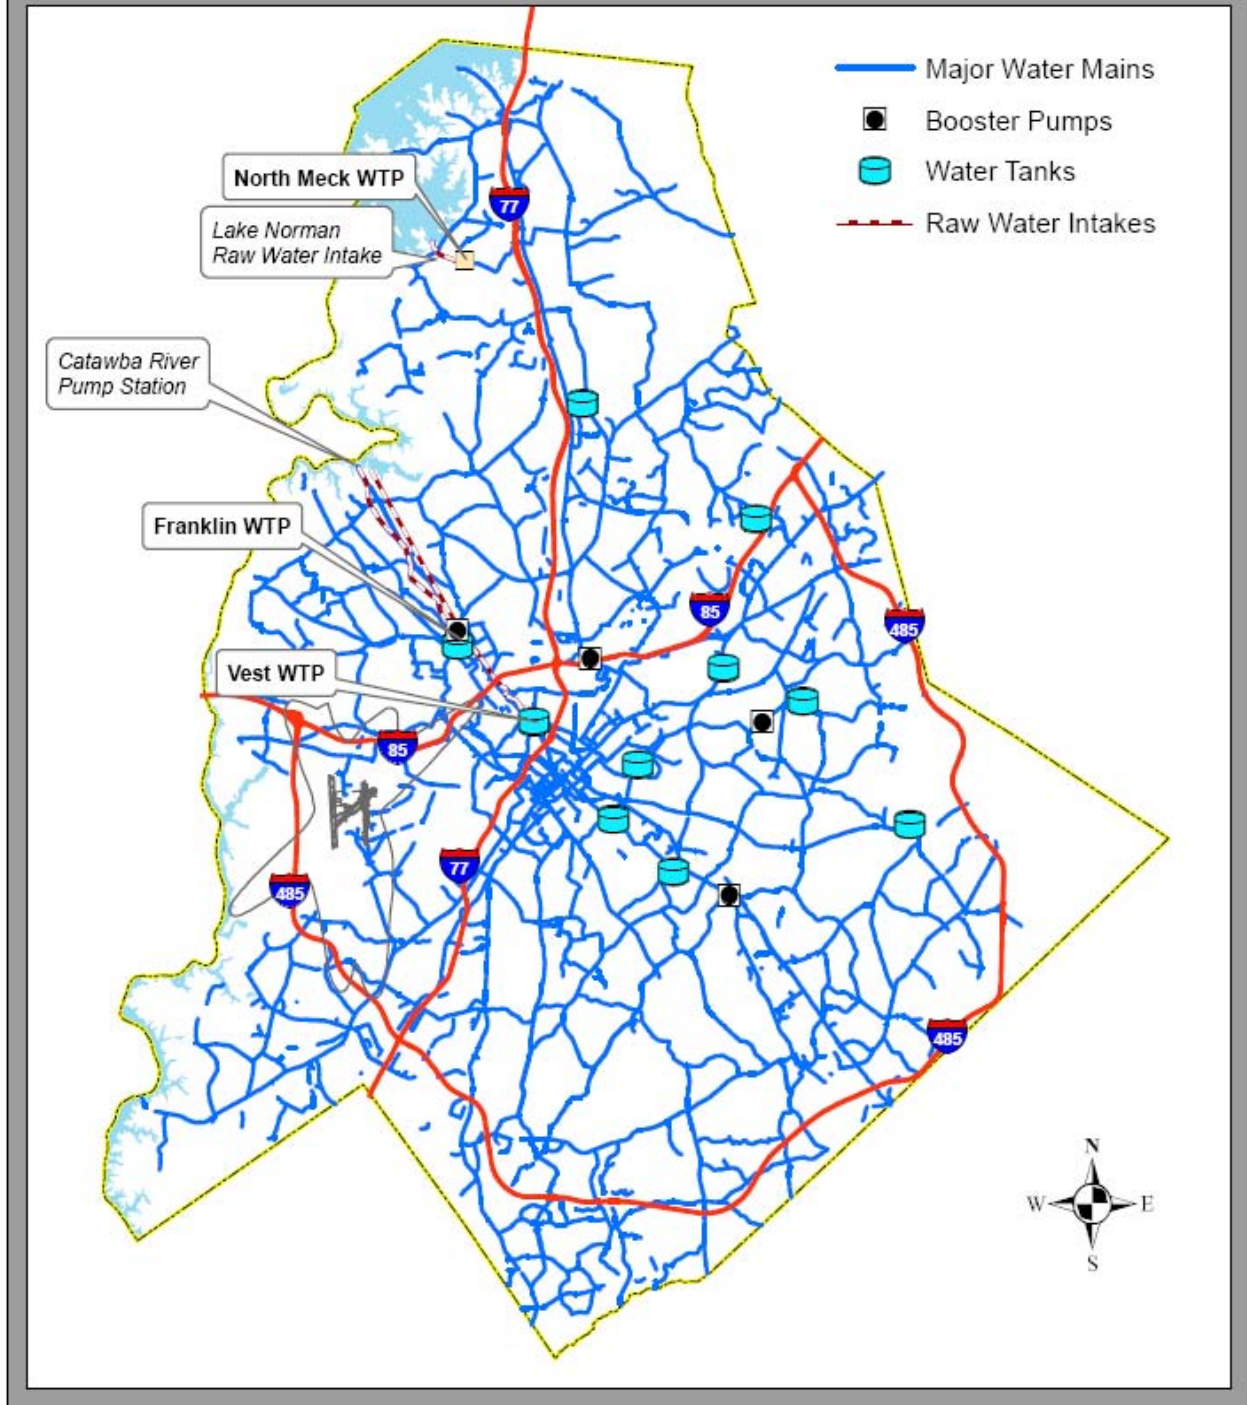 Major Water Mains
Booster Pumps
Water Tanks
Raw Water Intakes
North Meck WTP
77
Lake Norman
Raw Water Intake
Catawba River
Pump Station
Franklin WTP
85
485
Vest WTP
85
77
485
485
N
W E
S